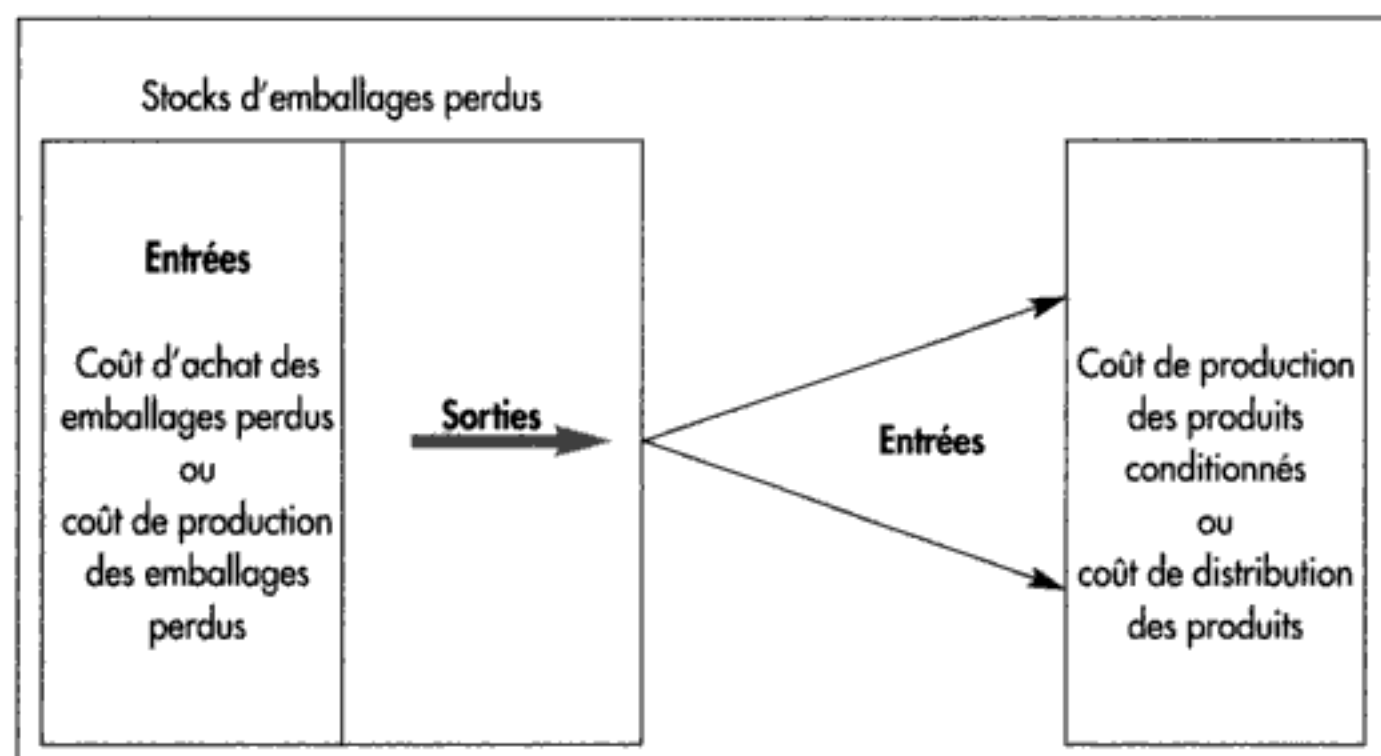 Stocks d'emballages perdus
Entrées
Coût d'achat des
emballages perdus
ou
coût de production
des emballages
perdus
Sorties
Entrées
Coût de production
des produits
conditionnés
ou
coût de distribution
des produits